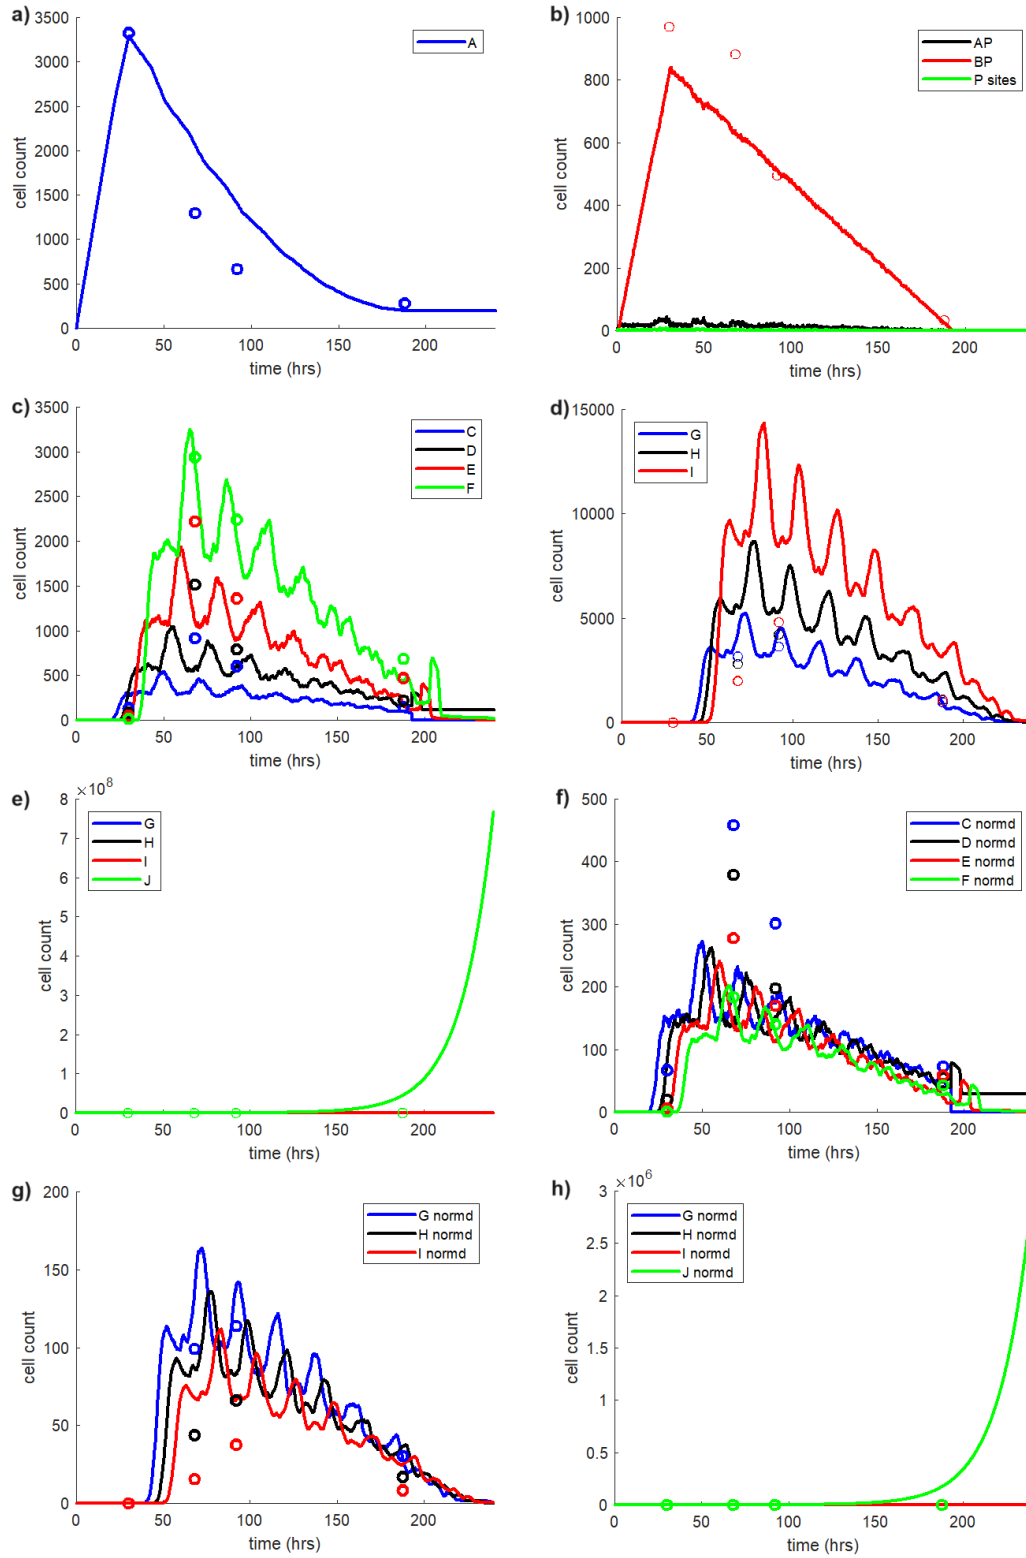 a)
3500
3000
2500
2000
1500
1000
500
0
cell count
0 50 100 150 200
time (hrs)
A
b)
1000
800
600
400
200
0
cell count
0 50 100 150 200
time (hrs)
AP
BP
P sites
c)
3500
3000
2500
2000
1500
1000
500
0
cell count
0 50 100 150 200
time (hrs)
C
D
E
F
d)
15000
10000
5000
0
cell count
0 50 100 150 200
time (hrs)
G
H
I
e)
×10^8
8
7
6
5
4
3
2
1
0
cell count
0 50 100 150 200
time (hrs)
G
H
I
J
f)
500
400
300
200
100
0
cell count
0 50 100 150 200
time (hrs)
C normd
D normd
E normd
F normd
g)
200
150
100
50
0
cell count
0 50 100 150 200
time (hrs)
G normd
H normd
I normd
h)
×10^6
3
2.5
2
1.5
1
0.5
0
cell count
0 50 100 150 200
time (hrs)
G normd
H normd
I normd
J normd